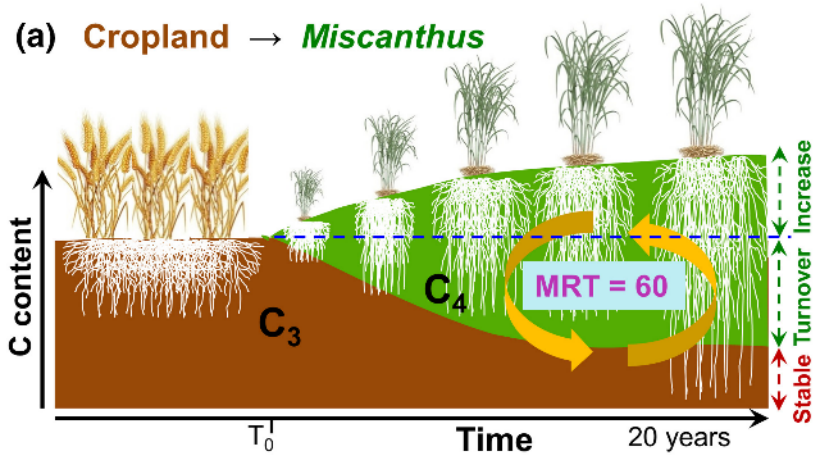 (a) Cropland → Miscanthus
C content
C3
C4
MRT = 60
Increase
Turnover
Stable
T0
Time
20 years